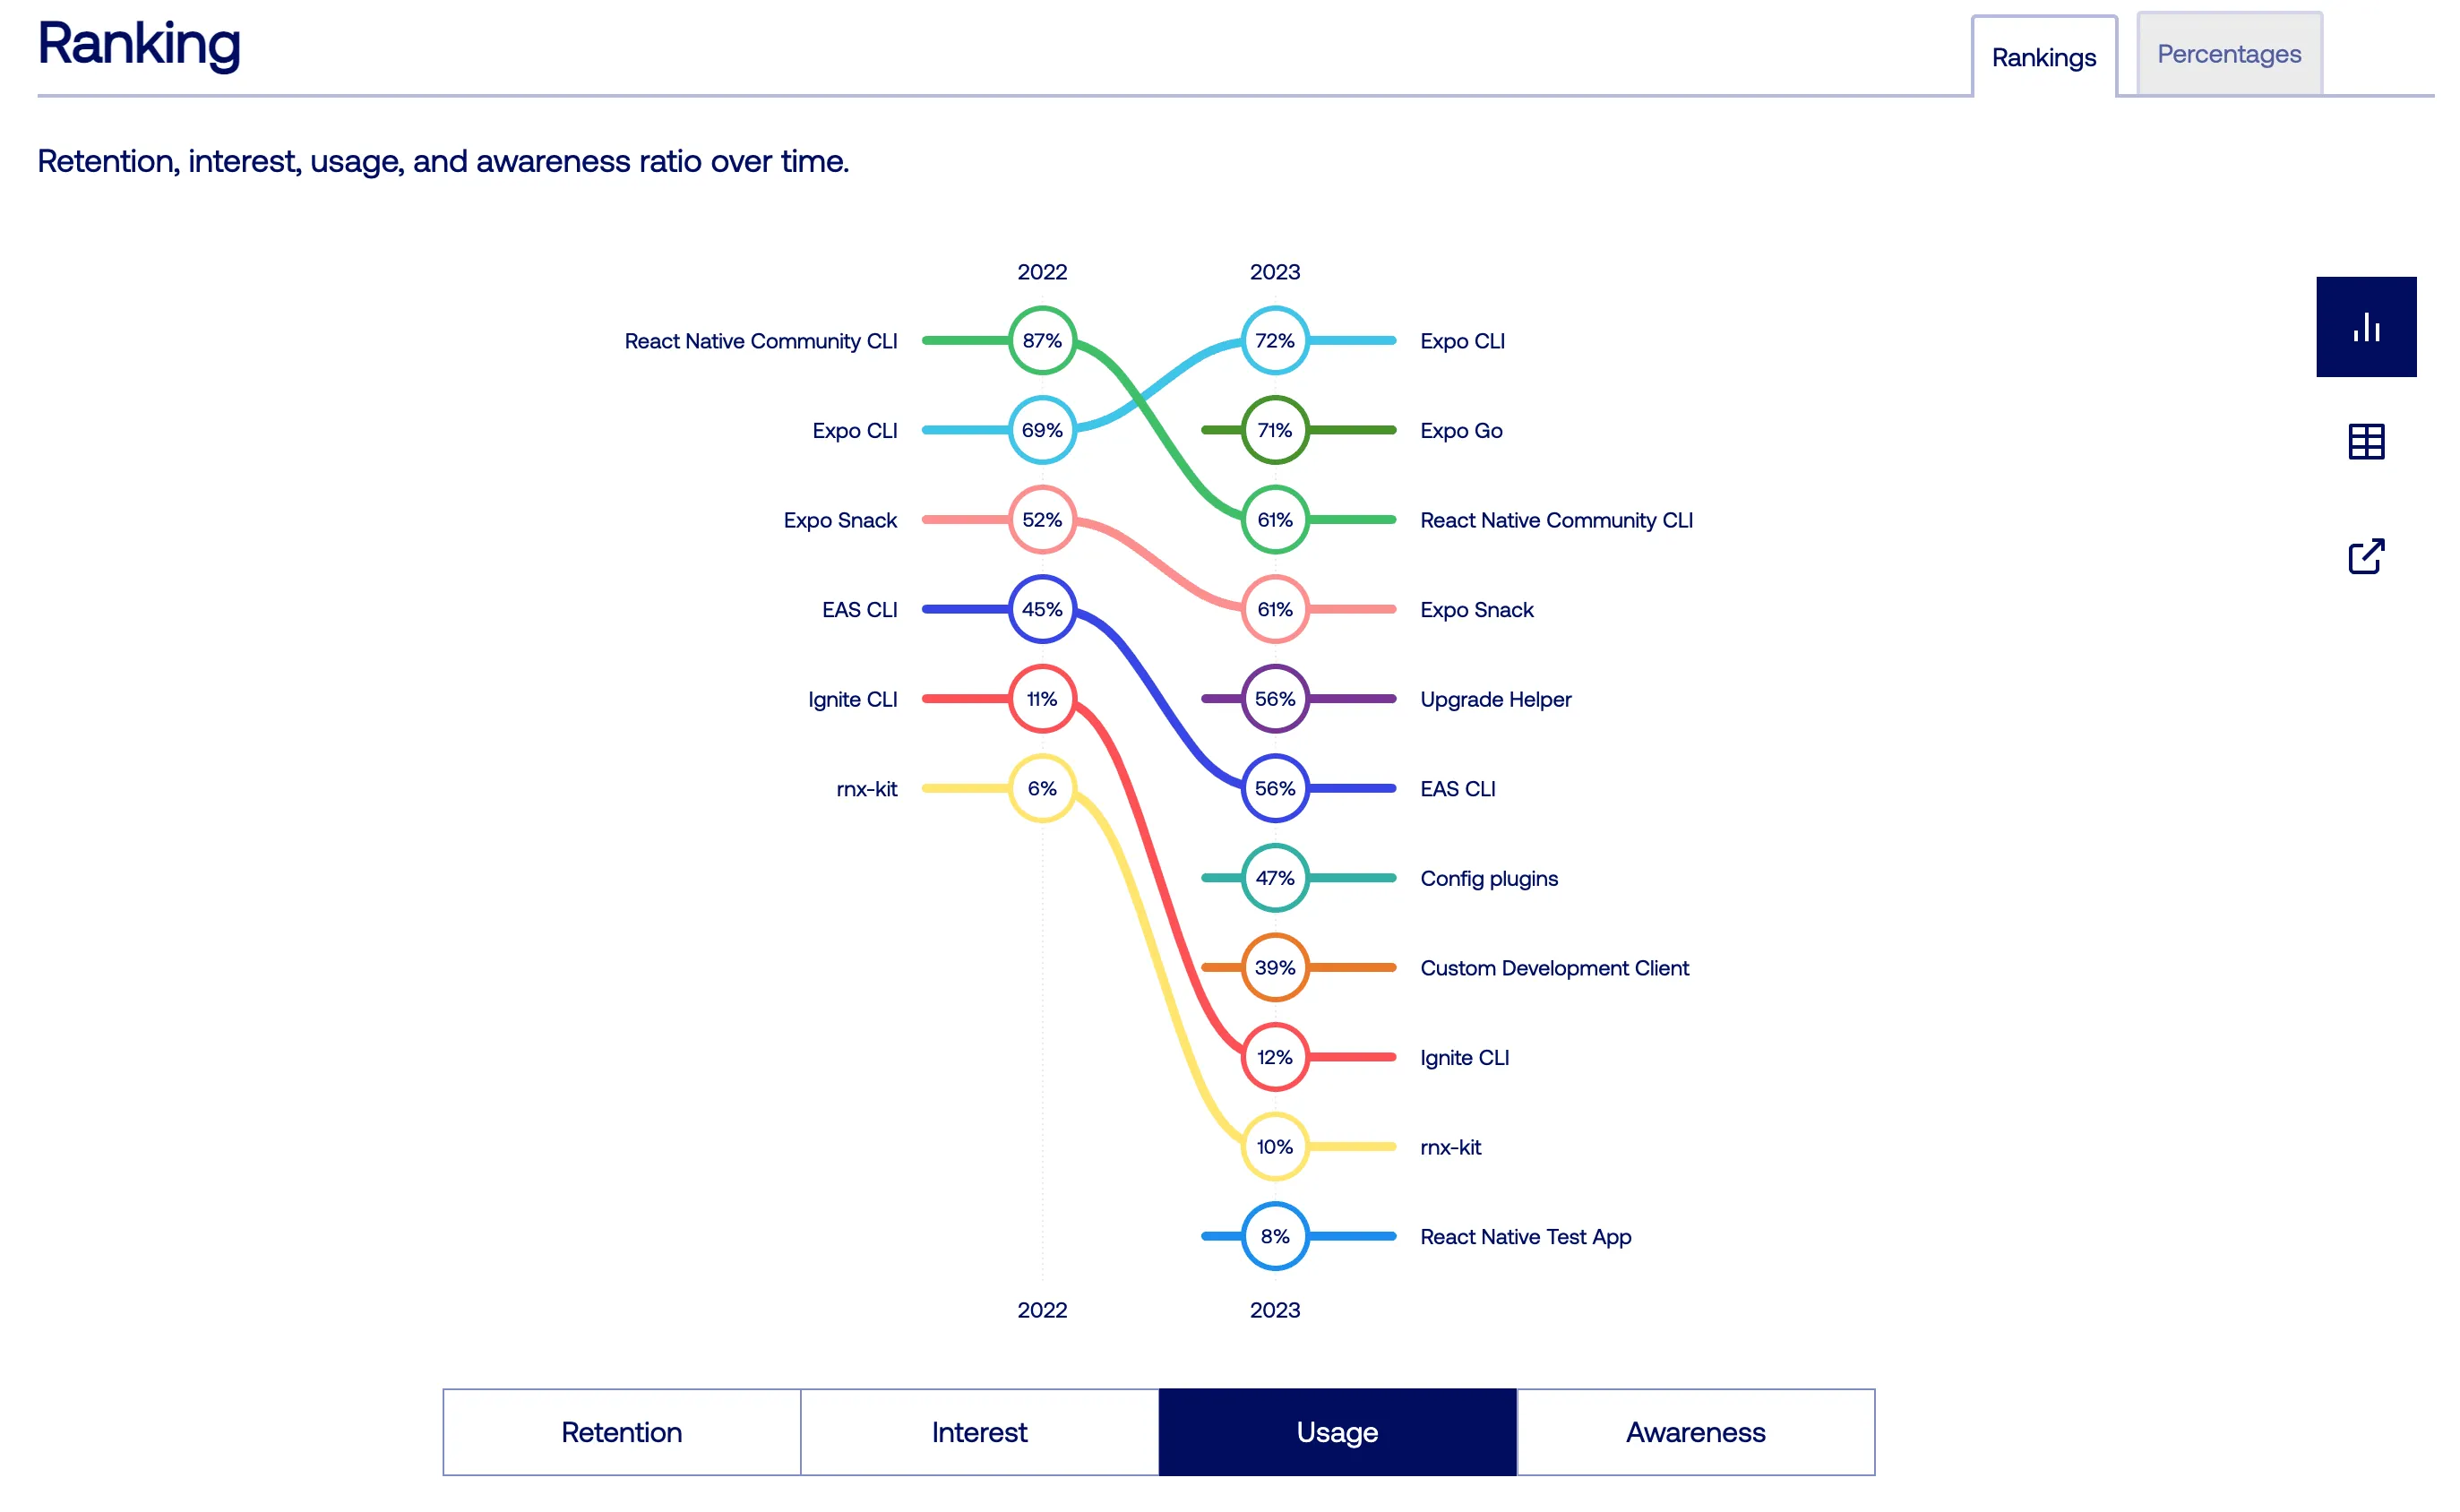 Ranking
Rankings
Percentages
Retention, interest, usage, and awareness ratio over time.
2022 2023
React Native Community CLI 87% 72% Expo CLI
Expo CLI 69% 71% Expo Go
Expo Snack 52% 61% React Native Community CLI
EAS CLI 45% 61% Expo Snack
Ignite CLI 11% 56% Upgrade Helper
rnx-kit 6% 56% EAS CLI
47% Config plugins
39% Custom Development Client
12% Ignite CLI
10% rnx-kit
8% React Native Test App
2022 2023
Retention Interest Usage Awareness